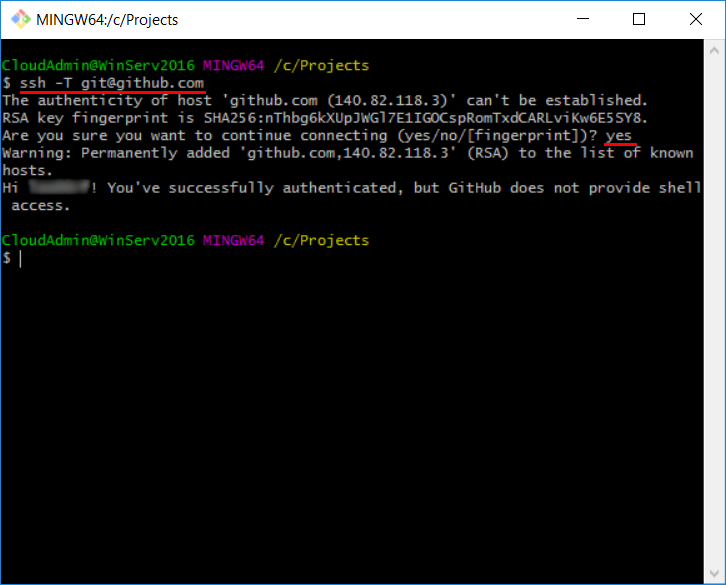 MINGW64:/c/Projects
CloudAdmin@WinServ2016 MINGW64 /c/Projects
$ ssh -T git@github.com
The authenticity of host 'github.com (140.82.118.3)' can't be established.
RSA key fingerprint is SHA256:nThbg6kXUpJWGl7E1IGOCspRomTxdCARLviKw6E5SY8.
Are you sure you want to continue connecting (yes/no/[fingerprint])? yes
Warning: Permanently added 'github.com,140.82.118.3' (RSA) to the list of known
hosts.
Hi ! You've successfully authenticated, but GitHub does not provide shell
access.
CloudAdmin@WinServ2016 MINGW64 /c/Projects
$